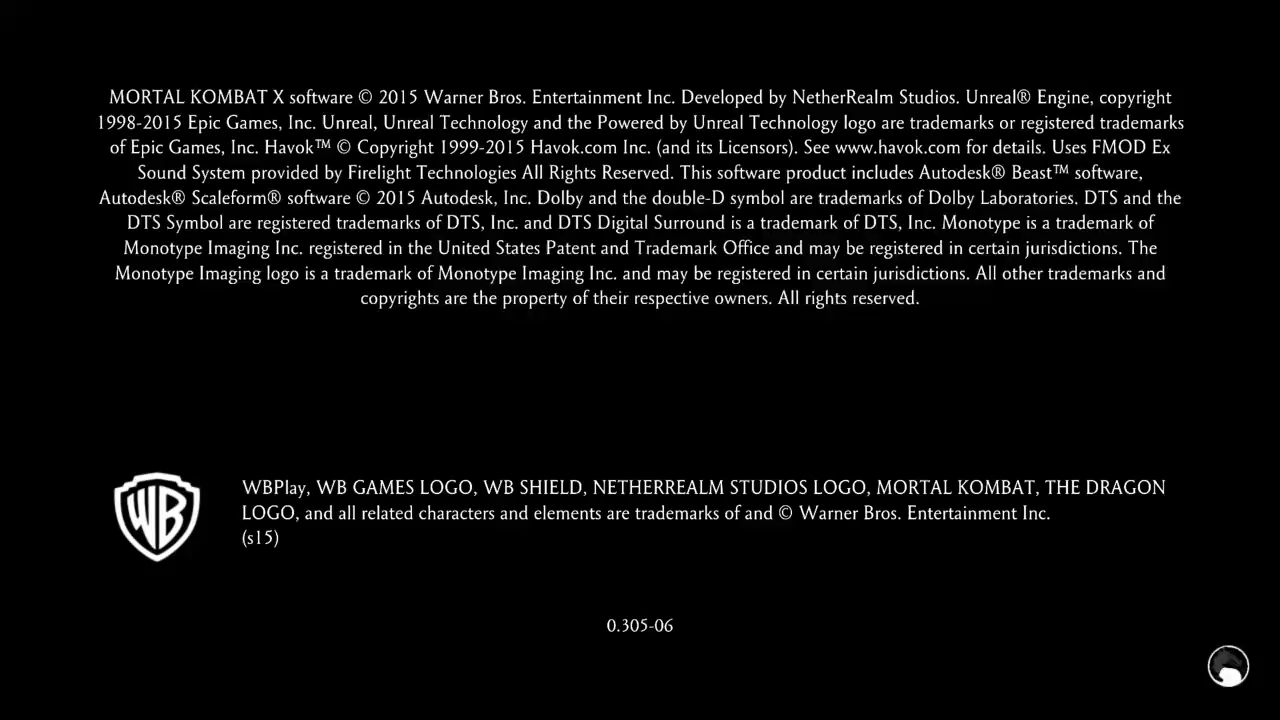 MORTAL KOMBAT X software © 2015 Warner Bros. Entertainment Inc. Developed by NetherRealm Studios. Unreal® Engine, copyright
1998-2015 Epic Games, Inc. Unreal, Unreal Technology and the Powered by Unreal Technology logo are trademarks or registered trademarks
of Epic Games, Inc. Havok™ © Copyright 1999-2015 Havok.com Inc. (and its Licensors). See www.havok.com for details. Uses FMOD Ex
Sound System provided by Firelight Technologies All Rights Reserved. This software product includes Autodesk® Beast™ software,
Autodesk® Scaleform® software © 2015 Autodesk, Inc. Dolby and the double-D symbol are trademarks of Dolby Laboratories. DTS and the
DTS Symbol are registered trademarks of DTS, Inc. and DTS Digital Surround is a trademark of DTS, Inc. Monotype is a trademark of
Monotype Imaging Inc. registered in the United States Patent and Trademark Office and may be registered in certain jurisdictions. The
Monotype Imaging logo is a trademark of Monotype Imaging Inc. and may be registered in certain jurisdictions. All other trademarks and
copyrights are the property of their respective owners. All rights reserved.
WB
WBPlay, WB GAMES LOGO, WB SHIELD, NETHERREALM STUDIOS LOGO, MORTAL KOMBAT, THE DRAGON
LOGO, and all related characters and elements are trademarks of and © Warner Bros. Entertainment Inc.
(s15)
0.305-06